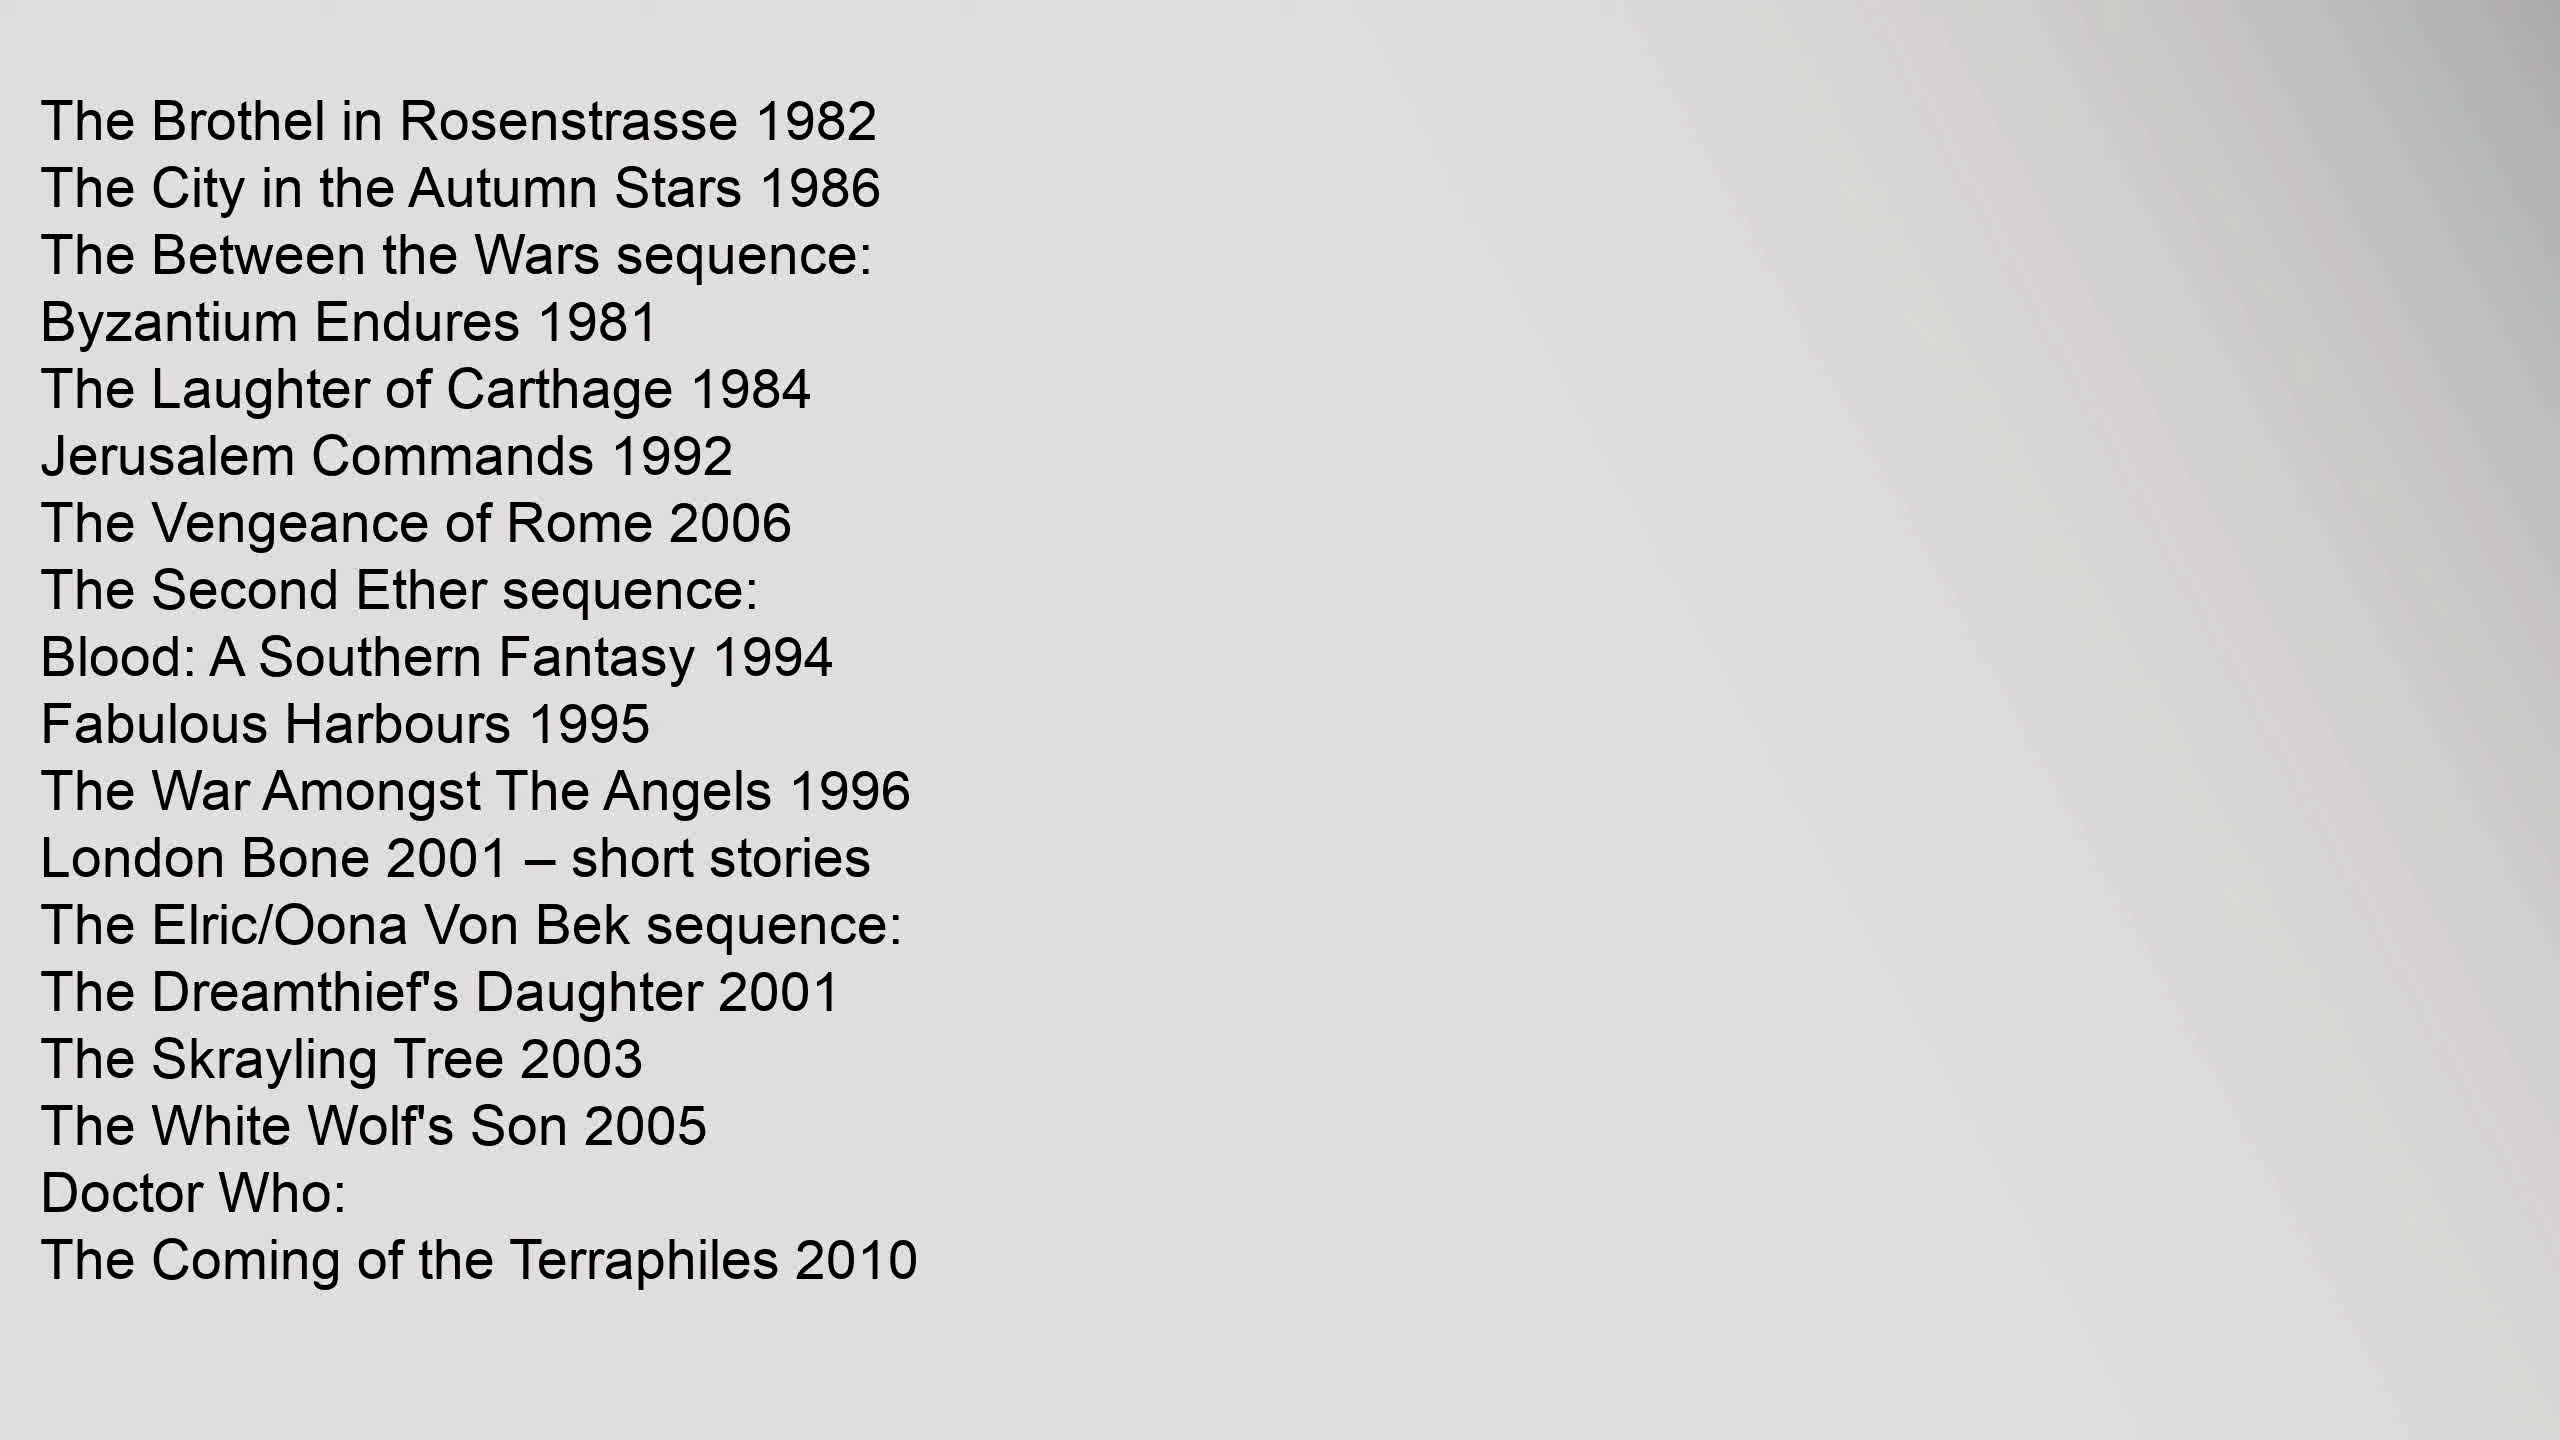 The Brothel in Rosenstrasse 1982
The City in the Autumn Stars 1986
The Between the Wars sequence:
Byzantium Endures 1981
The Laughter of Carthage 1984
Jerusalem Commands 1992
The Vengeance of Rome 2006
The Second Ether sequence:
Blood: A Southern Fantasy 1994
Fabulous Harbours 1995
The War Amongst The Angels 1996
London Bone 2001 – short stories
The Elric/Oona Von Bek sequence:
The Dreamthief's Daughter 2001
The Skrayling Tree 2003
The White Wolf's Son 2005
Doctor Who:
The Coming of the Terraphiles 2010